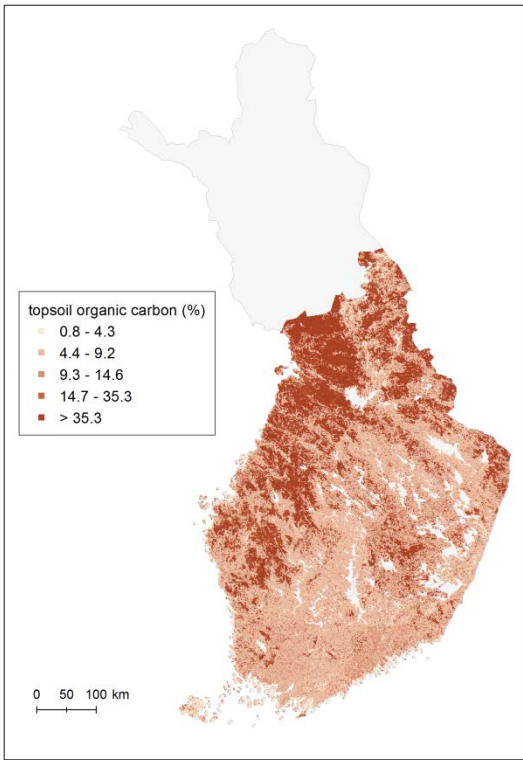 topsoil organic carbon (%)
0.8 - 4.3
4.4 - 9.2
9.3 - 14.6
14.7 - 35.3
> 35.3
0 50 100 km